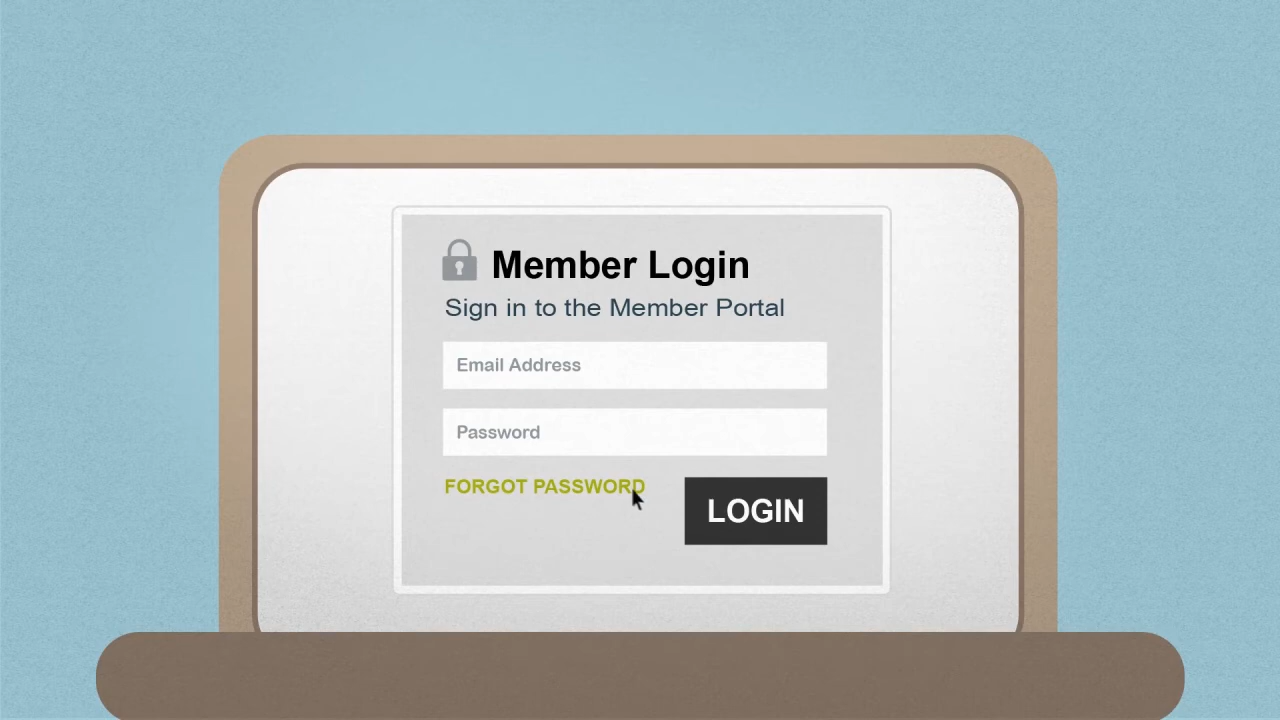 Member Login
Sign in to the Member Portal
Email Address
Password
FORGOT PASSWORD
LOGIN